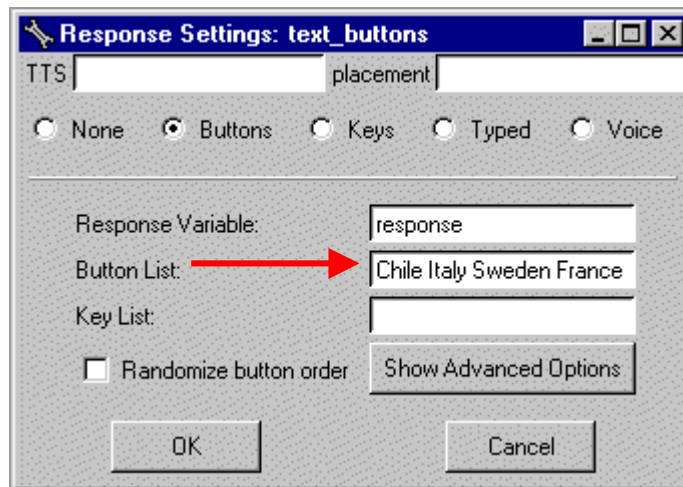 Response Settings: text_buttons
TTS placement
None Buttons Keys Typed Voice
Response Variable: response
Button List: Chile Italy Sweden France
Key List:
Randomize button order Show Advanced Options
OK Cancel